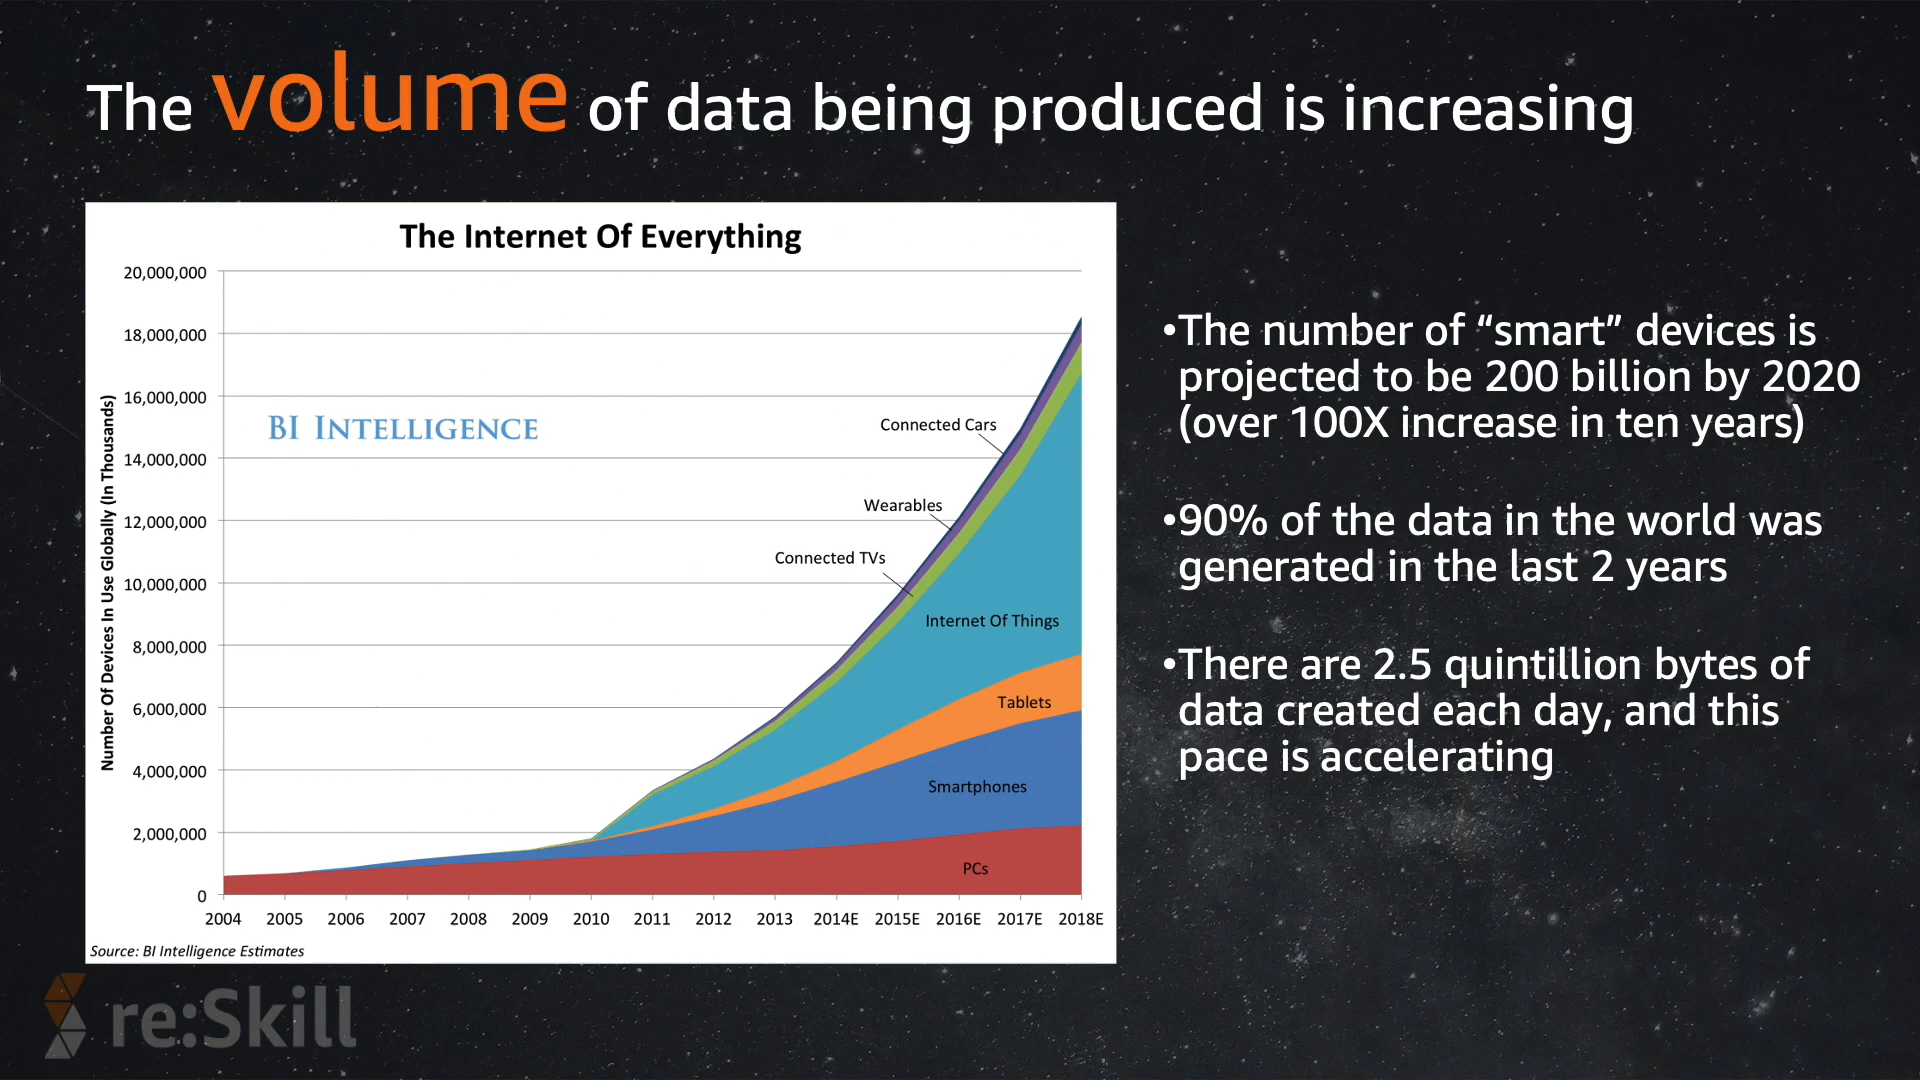 The volume of data being produced is increasing
The Internet Of Everything
20,000,000
18,000,000
16,000,000
14,000,000
12,000,000
10,000,000
8,000,000
6,000,000
4,000,000
2,000,000
0
Number Of Devices In Use Globally (In Thousands)
BI INTELLIGENCE
Connected Cars
Wearables
Connected TVs
Internet Of Things
Tablets
Smartphones
PCs
2004 2005 2006 2007 2008 2009 2010 2011 2012 2013 2014E 2015E 2016E 2017E 2018E
Source: BI Intelligence Estimates
•The number of “smart” devices is
projected to be 200 billion by 2020
(over 100X increase in ten years)
•90% of the data in the world was
generated in the last 2 years
•There are 2.5 quintillion bytes of
data created each day, and this
pace is accelerating
re:Skill